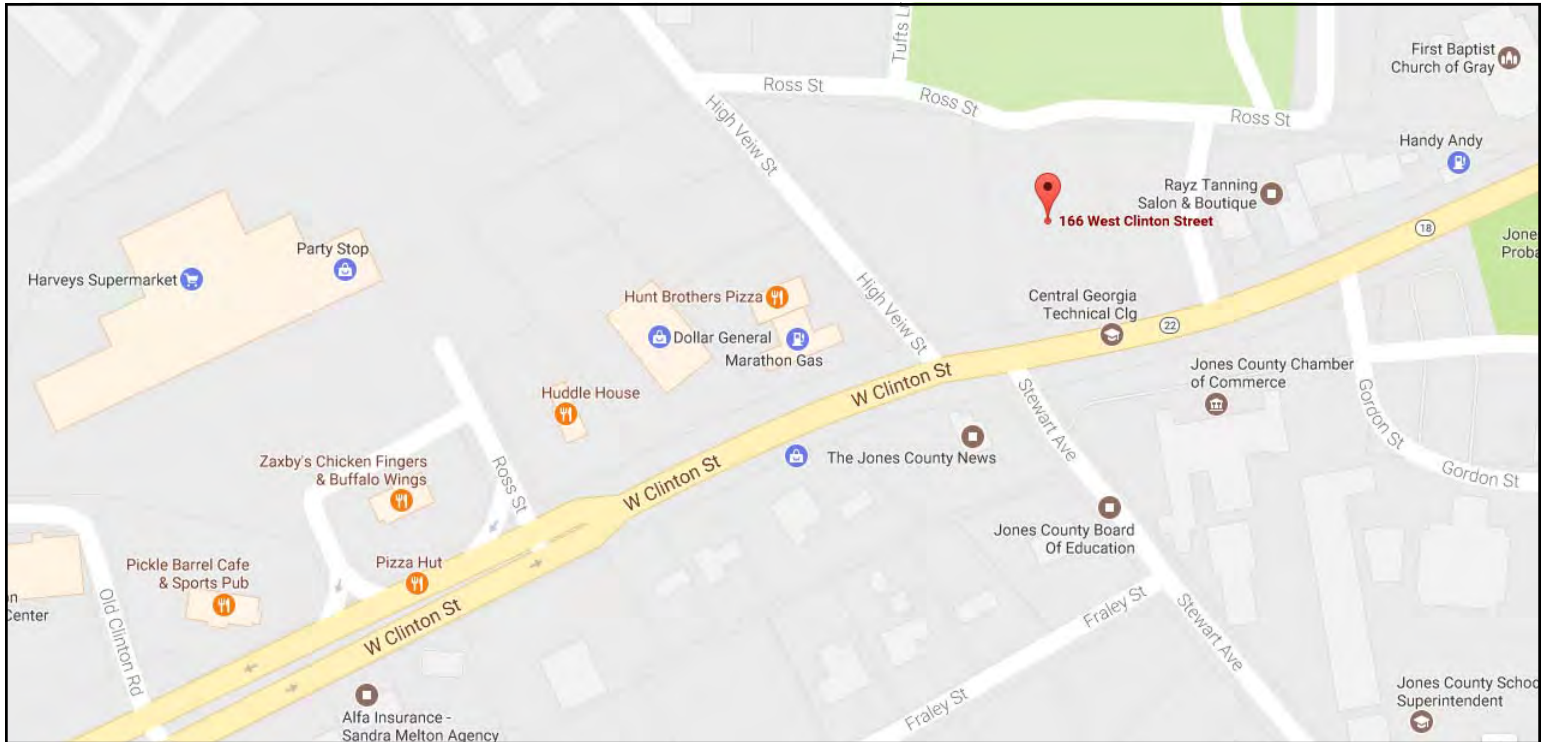 Tufts Ln
First Baptist
Church of Gray
Ross St
Ross St
Ross St
Handy Andy
High Veiw St
Rayz Tanning
Salon & Boutique
166 West Clinton Street
18
Jone
Proba
Party Stop
Harveys Supermarket
Hunt Brothers Pizza
High Veiw St
Central Georgia
Technical Clg
22
Dollar General
Marathon Gas
Jones County Chamber
of Commerce
W Clinton St
Huddle House
Stewart Ave
Gordon St
The Jones County News
Zaxby's Chicken Fingers
& Buffalo Wings
Ross St
W Clinton St
Gordon St
Jones County Board
Of Education
Pizza Hut
Pickle Barrel Cafe
& Sports Pub
n
Center
Old Clinton Rd
W Clinton St
Fraley St
Stewart Ave
Fraley St
Jones County Schoo
Superintendent
Alfa Insurance -
Sandra Melton Agency